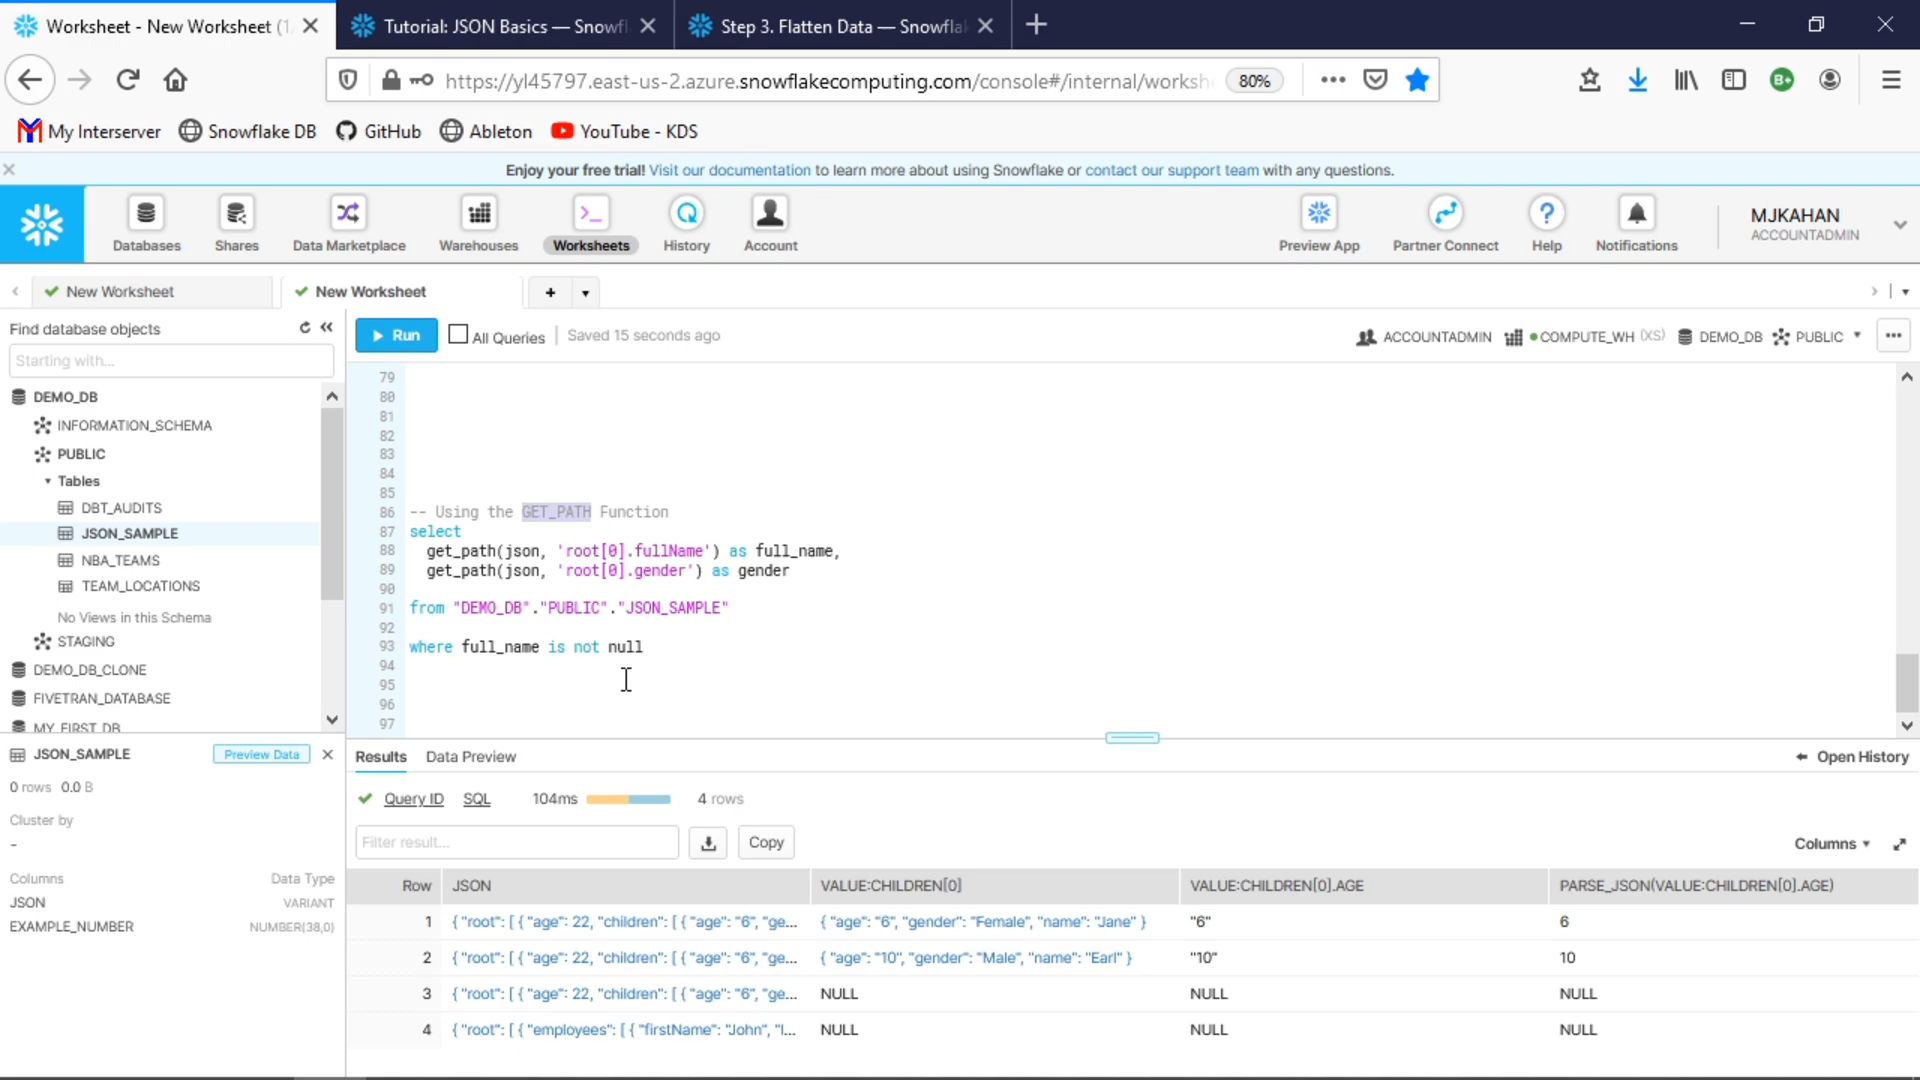 Worksheet - New Worksheet (1
Tutorial: JSON Basics — Snowfl
Step 3. Flatten Data — Snowfla
https://yl45797.east-us-2.azure.snowflakecomputing.com/console#/internal/workshe
80%
B+
My Interserver
Snowflake DB
GitHub
Ableton
YouTube - KDS
Enjoy your free trial! Visit our documentation to learn more about using Snowflake or contact our support team with any questions.
Databases
Shares
Data Marketplace
Warehouses
Worksheets
History
Account
Preview App
Partner Connect
Help
Notifications
MJKAHAN
ACCOUNTADMIN
New Worksheet
New Worksheet
Find database objects
Starting with...
Run
All Queries
Saved 15 seconds ago
ACCOUNTADMIN
COMPUTE_WH (XS)
DEMO_DB
PUBLIC
DEMO_DB
INFORMATION_SCHEMA
PUBLIC
Tables
DBT_AUDITS
JSON_SAMPLE
NBA_TEAMS
TEAM_LOCATIONS
No Views in this Schema
STAGING
DEMO_DB_CLONE
FIVETRAN_DATABASE
MY_FIRST_DB
79
80
81
82
83
84
85
86 -- Using the GET_PATH Function
87 select
88 get_path(json, 'root[0].fullName') as full_name,
89 get_path(json, 'root[0].gender') as gender
90
91 from "DEMO_DB"."PUBLIC"."JSON_SAMPLE"
92
93 where full_name is not null
94
95
96
97
JSON_SAMPLE
Preview Data
0 rows 0.0 B
Cluster by
-
Columns Data Type
JSON VARIANT
EXAMPLE_NUMBER NUMBER(38,0)
Results
Data Preview
Open History
Query ID
SQL
104ms
4 rows
Filter result...
Copy
Columns
Row JSON VALUE:CHILDREN[0] VALUE:CHILDREN[0].AGE PARSE_JSON(VALUE:CHILDREN[0].AGE)
1 { "root": [ { "age": 22, "children": [ { "age": "6", "ge... { "age": "6", "gender": "Female", "name": "Jane" } "6" 6
2 { "root": [ { "age": 22, "children": [ { "age": "6", "ge... { "age": "10", "gender": "Male", "name": "Earl" } "10" 10
3 { "root": [ { "age": 22, "children": [ { "age": "6", "ge... NULL NULL NULL
4 { "root": [ { "employees": [ { "firstName": "John", "l... NULL NULL NULL